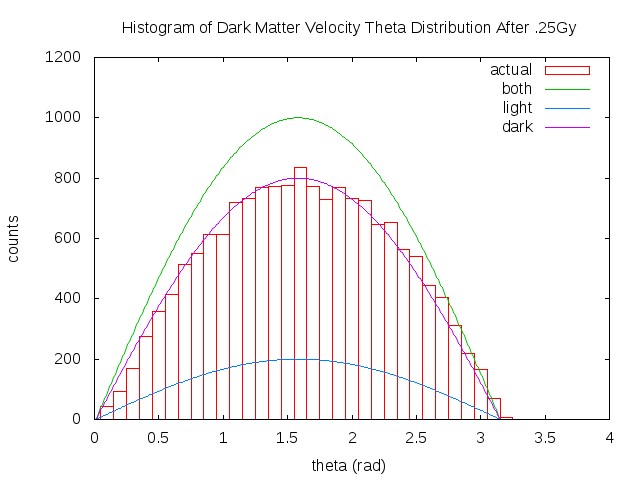 Histogram of Dark Matter Velocity Theta Distribution After .25Gy
1200
1000
800
600
400
200
0
counts
actual
both
light
dark
0 0.5 1 1.5 2 2.5 3 3.5 4
theta (rad)